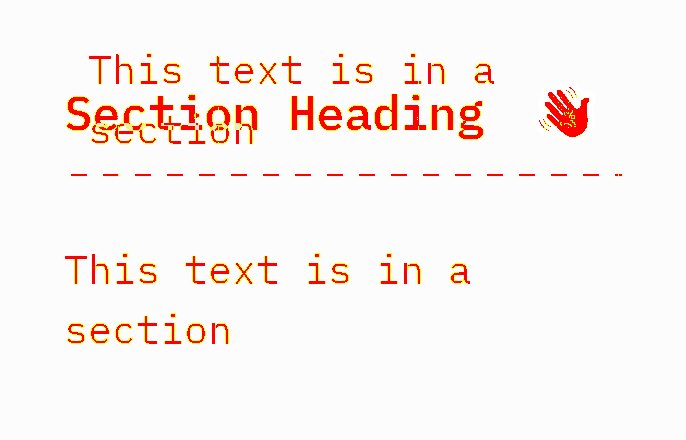 This text is in a
Section Heading 👋
section
This text is in a
section